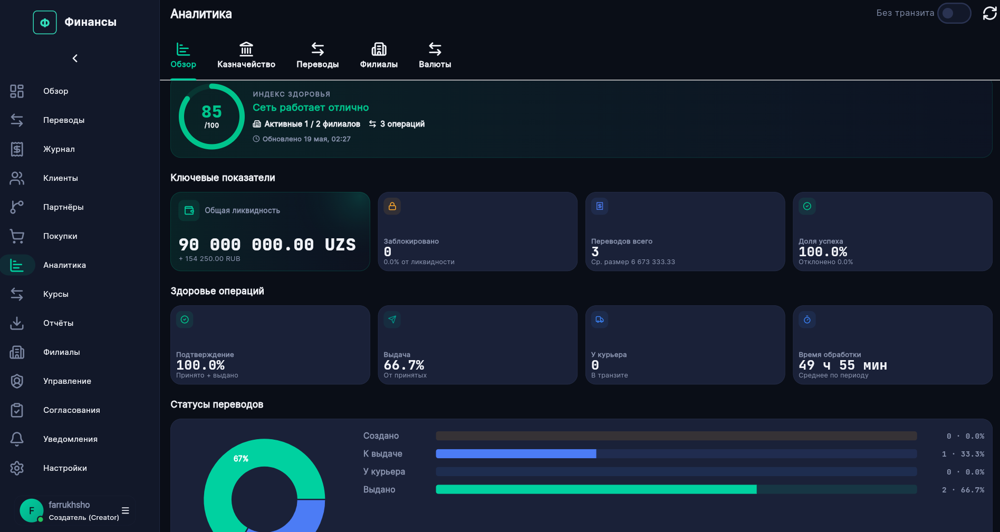 Ф
Финансы
Обзор
Переводы
Журнал
Клиенты
Партнёры
Покупки
Аналитика
Курсы
Отчёты
Филиалы
Управление
Согласования
Уведомления
Настройки
F
farrukhsho
Создатель (Creator)
Аналитика
Без транзита
Обзор
Казначейство
Переводы
Филиалы
Валюты
85
/100
ИНДЕКС ЗДОРОВЬЯ
Сеть работает отлично
Активные 1 / 2 филиалов 3 операций
Обновлено 19 мая, 02:27
Ключевые показатели
Общая ликвидность
90 000 000.00 UZS
+ 154 250.00 RUB
Заблокировано
0
0.0% от ликвидности
Переводов всего
3
Ср. размер 6 673 333.33
Доля успеха
100.0%
Отклонено 0.0%
Здоровье операций
Подтверждение
100.0%
Принято + выдано
Выдача
66.7%
От принятых
У курьера
0
В транзите
Время обработки
49 ч 55 мин
Среднее по периоду
Статусы переводов
67%
Создано 0 · 0.0%
К выдаче 1 · 33.3%
У курьера 0 · 0.0%
Выдано 2 · 66.7%